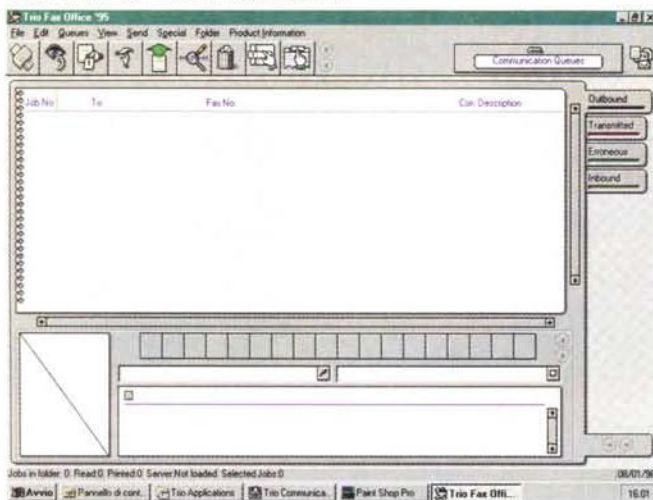 Trio Fax Office '95
File Edit Queues View Send Special Folder Product Information
Communication Queues
Job No To Fax No Con. Description
Outbound
Transmitted
Erroneous
Inbound
Jobs in folder: 0 Read:0 Printed:0 Server:Not loaded Selected Jobs:0 08/01/96
Avvio Pannello di cont... Trio Applications Trio Communica... Paint Shop Pro Trio Fax Offi... 16.01